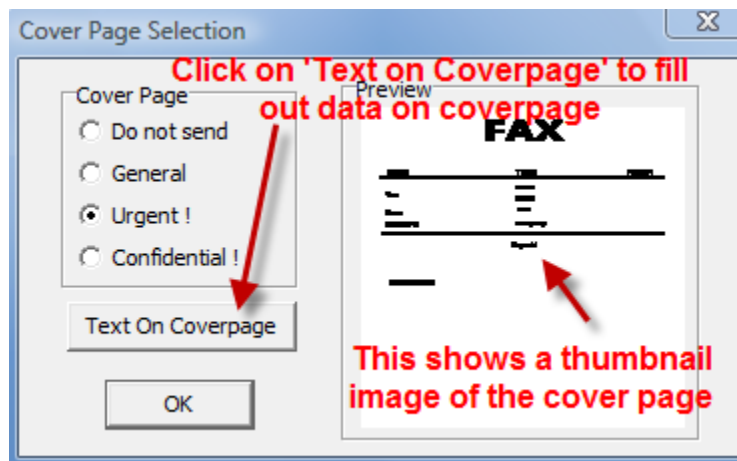 Cover Page Selection
Click on 'Text on Coverpage' to fill
out data on coverpage
Cover Page
Do not send
General
Urgent !
Confidential !
Text On Coverpage
OK
Preview
FAX
This shows a thumbnail
image of the cover page